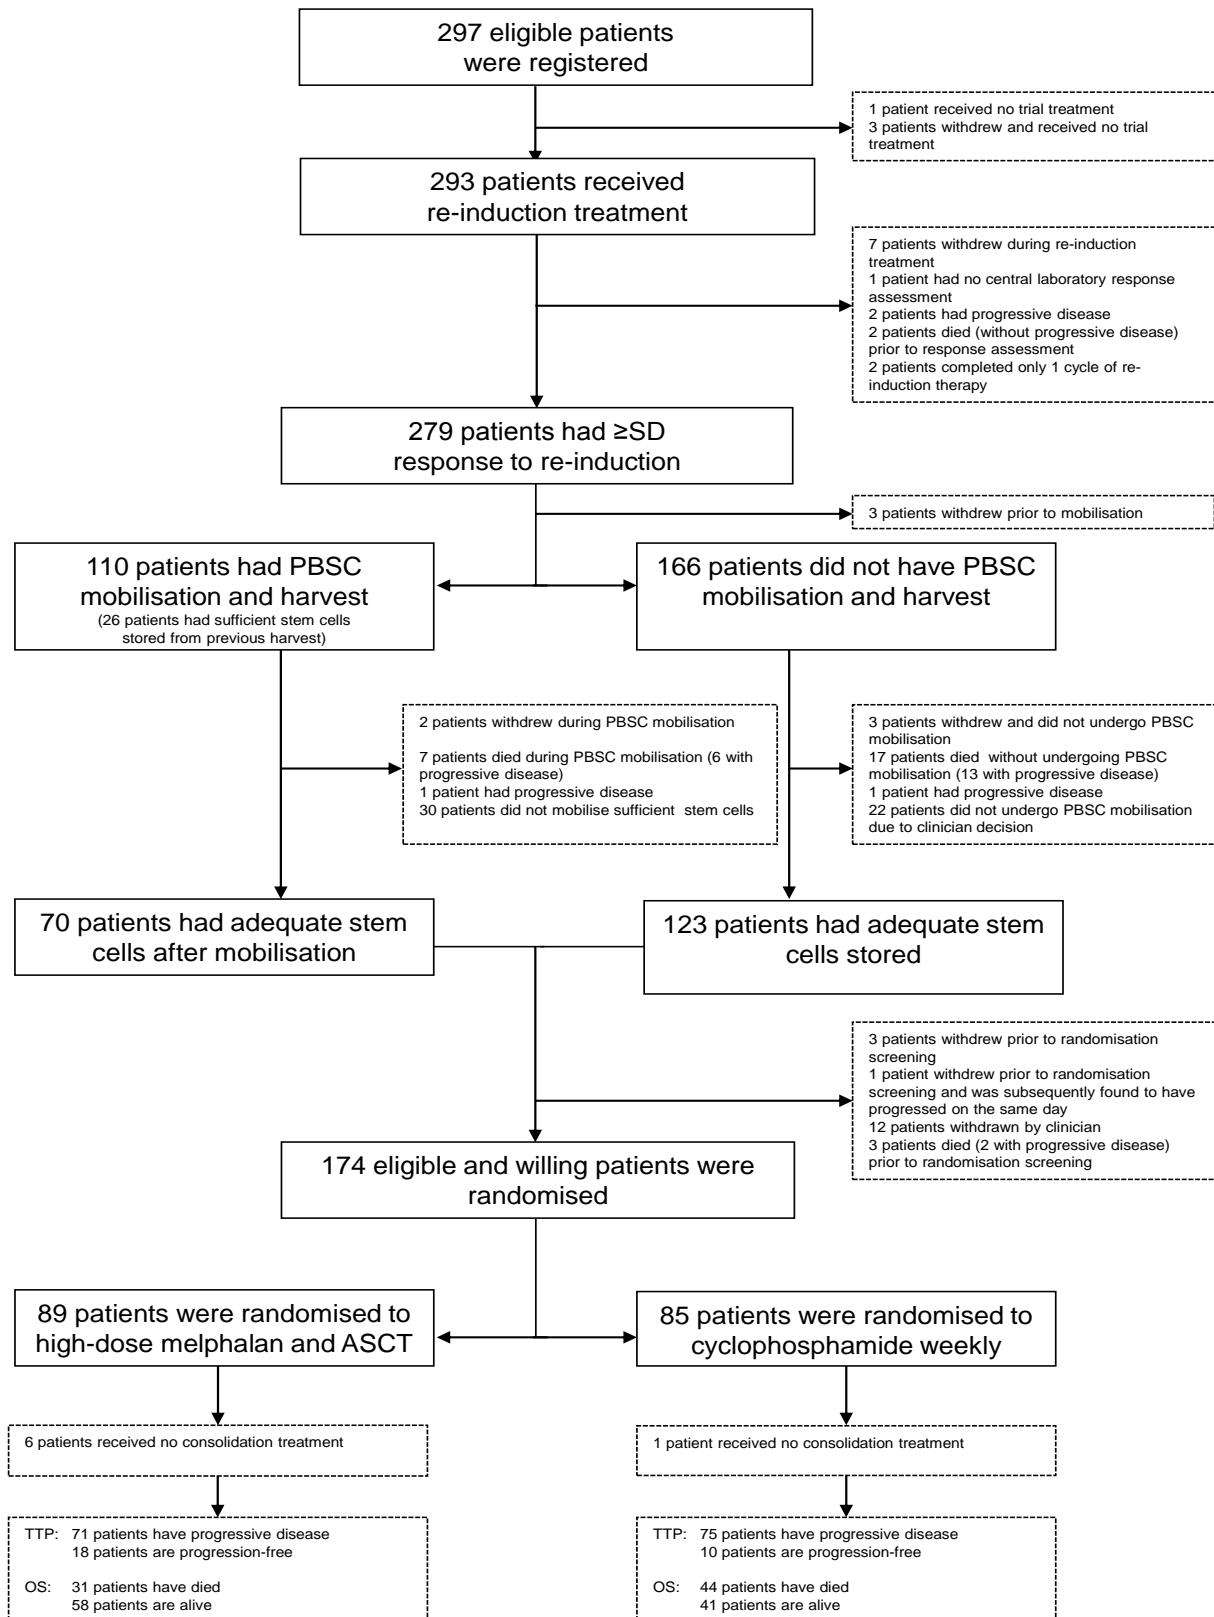 297 eligible patients
were registered
1 patient received no trial treatment
3 patients withdrew and received no trial
treatment
293 patients received
re-induction treatment
7 patients withdrew during re-induction
treatment
1 patient had no central laboratory response
assessment
2 patients had progressive disease
2 patients died (without progressive disease)
prior to response assessment
2 patients completed only 1 cycle of re-
induction therapy
279 patients had ≥SD
response to re-induction
3 patients withdrew prior to mobilisation
110 patients had PBSC
mobilisation and harvest
(26 patients had sufficient stem cells
stored from previous harvest)
166 patients did not have PBSC
mobilisation and harvest
2 patients withdrew during PBSC mobilisation
7 patients died during PBSC mobilisation (6 with
progressive disease)
1 patient had progressive disease
30 patients did not mobilise sufficient stem cells
3 patients withdrew and did not undergo PBSC
mobilisation
17 patients died without undergoing PBSC
mobilisation (13 with progressive disease)
1 patient had progressive disease
22 patients did not undergo PBSC mobilisation
due to clinician decision
70 patients had adequate stem
cells after mobilisation
123 patients had adequate stem
cells stored
3 patients withdrew prior to randomisation
screening
1 patient withdrew prior to randomisation
screening and was subsequently found to have
progressed on the same day
12 patients withdrawn by clinician
3 patients died (2 with progressive disease)
prior to randomisation screening
174 eligible and willing patients were
randomised
89 patients were randomised to
high-dose melphalan and ASCT
85 patients were randomised to
cyclophosphamide weekly
6 patients received no consolidation treatment
1 patient received no consolidation treatment
TTP: 71 patients have progressive disease
18 patients are progression-free
OS: 31 patients have died
58 patients are alive
TTP: 75 patients have progressive disease
10 patients are progression-free
OS: 44 patients have died
41 patients are alive